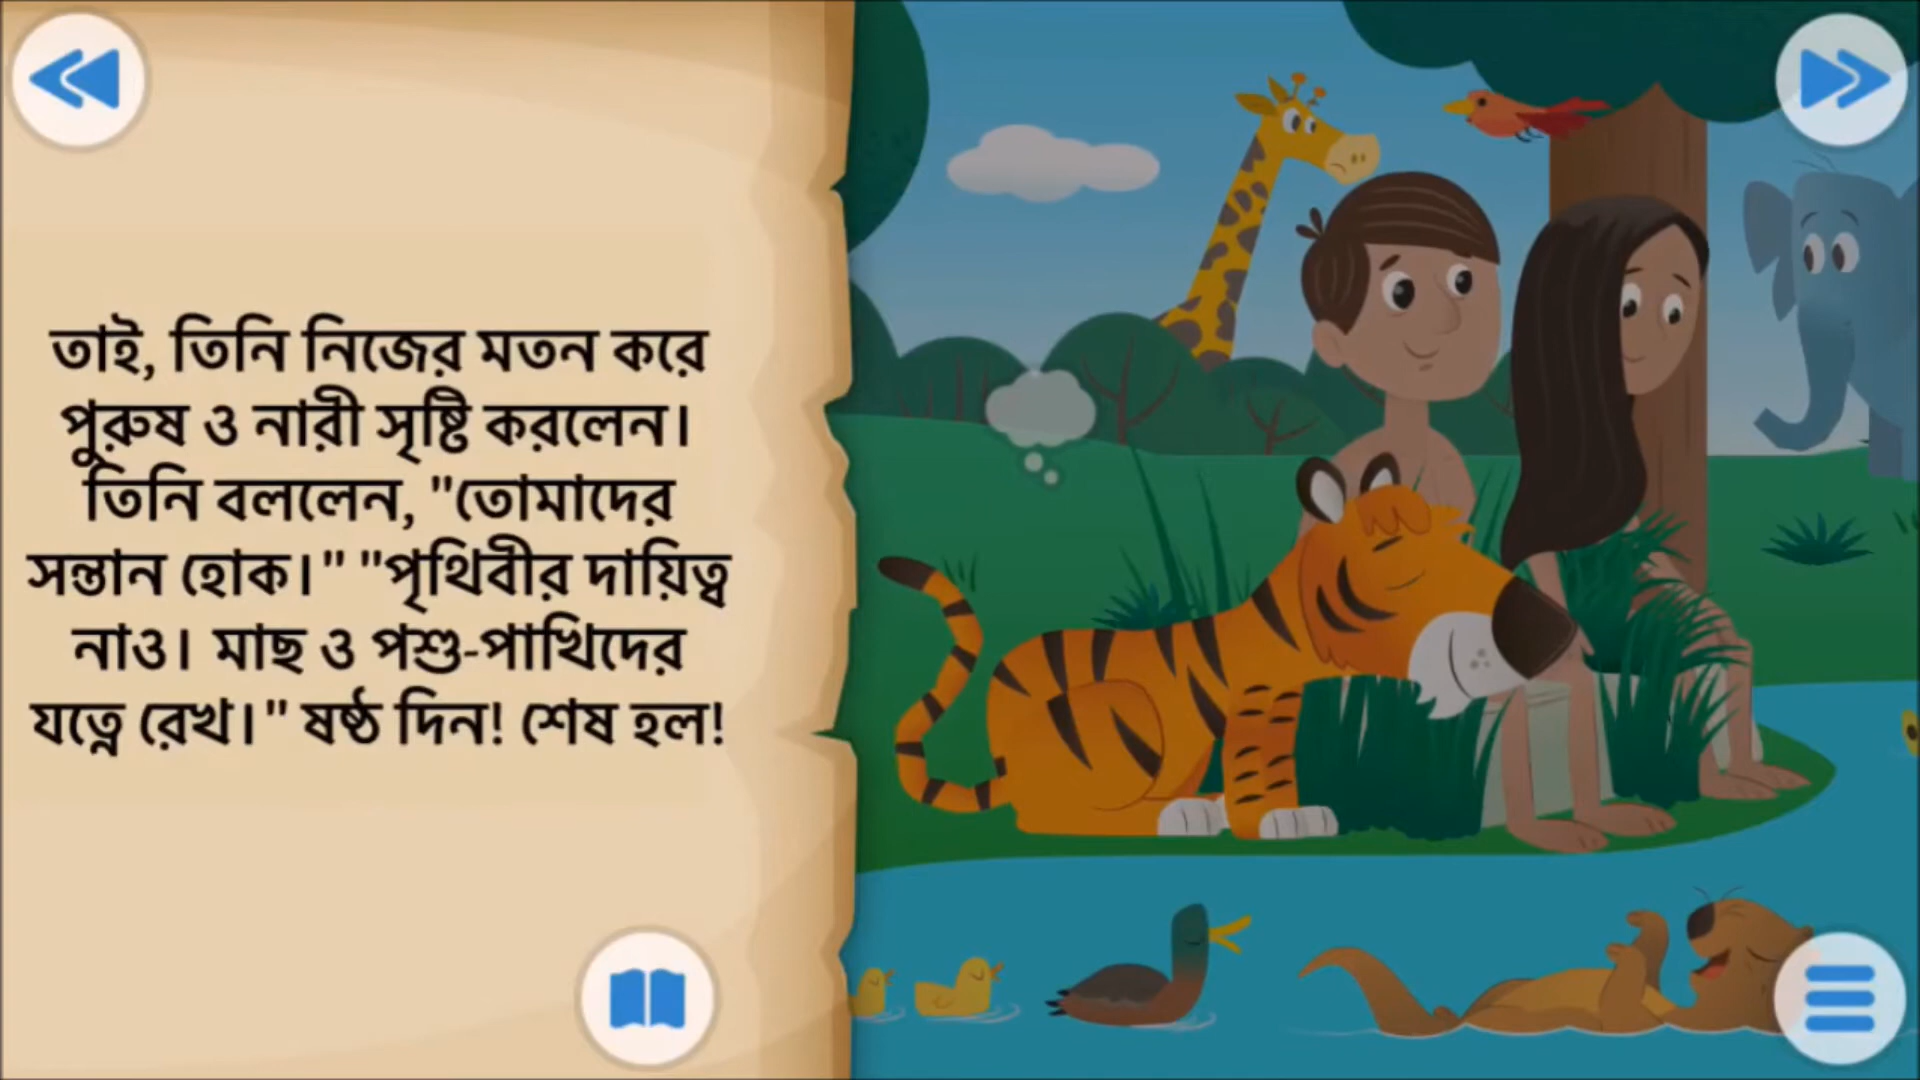 তাই, তিনি নিজের মতন করে
পুরুষ ও নারী সৃষ্টি করলেন।
তিনি বললেন, "তোমাদের
সন্তান হোক।" "পৃথিবীর দায়িত্ব
নাও। মাছ ও পশু-পাখিদের
যত্নে রেখ।" ষষ্ঠ দিন! শেষ হল!